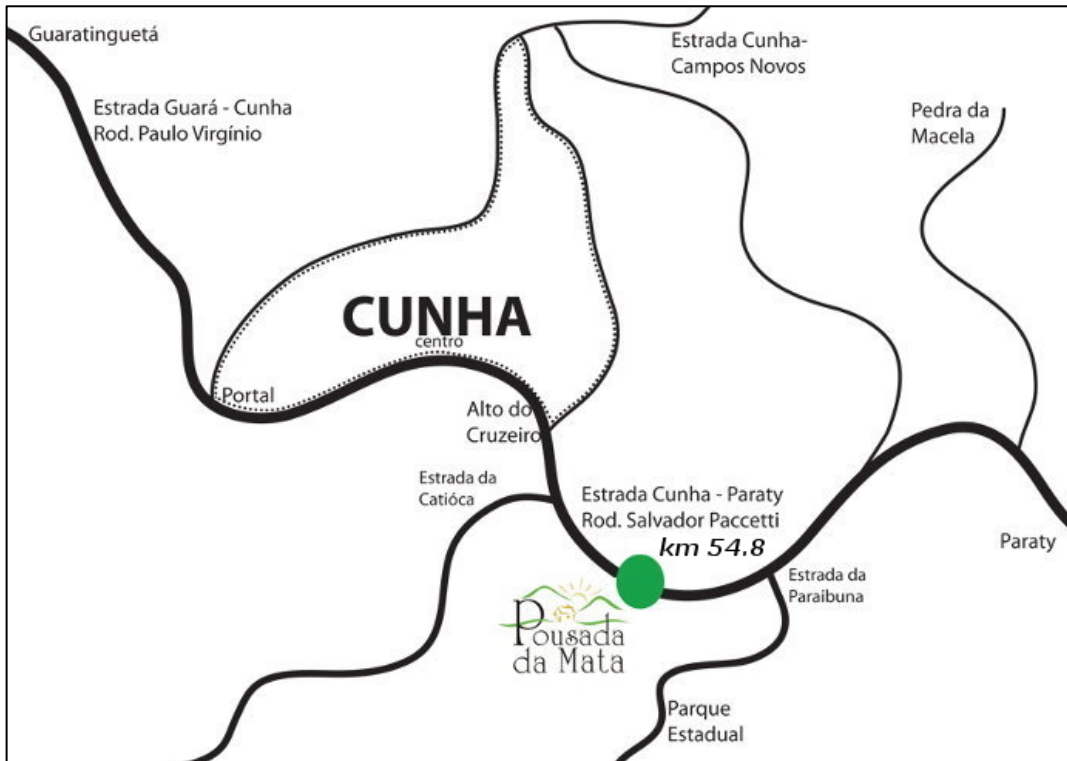 Guaratinguetá
Estrada Cunha-
Campos Novos
Estrada Guará - Cunha
Rod. Paulo Virgínio
Pedra da
Macela
CUNHA
centro
Portal
Alto do
Cruzeiro
Estrada da
Catióca
Estrada Cunha - Paraty
Rod. Salvador Paccetti
km 54.8
Paraty
Estrada da
Paraibuna
Pousada
da Mata
Parque
Estadual